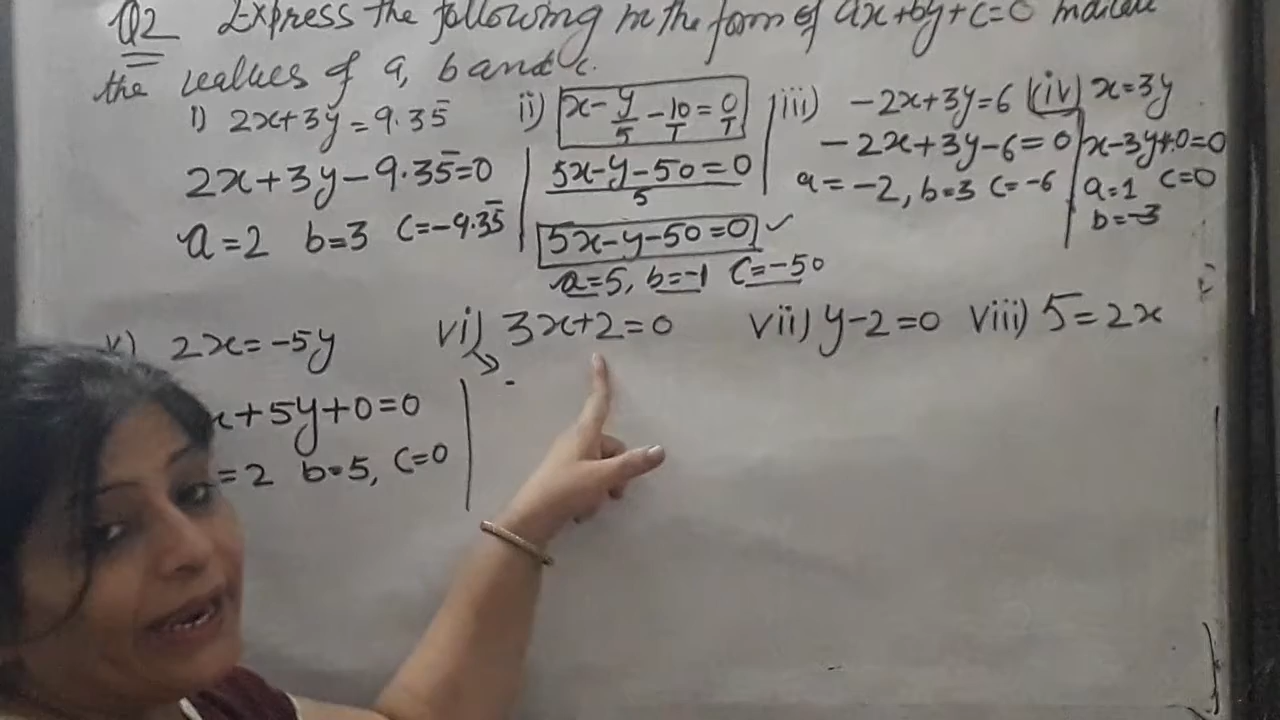 Q2 Express the following in the form of ax+by+c=0 indicate
the values of a, b and c.
i) 2x+3y=9.35̅
2x+3y-9.35̅=0
a=2 b=3 c=-9.35̅
ii) x-y/5-10/1=0/1
5x-y-50=0
5
5x-y-50=0 ✓
a=5, b=-1 c=-50
iii) -2x+3y=6
-2x+3y-6=0
a=-2, b=3 c=-6
(iv) x=3y
x-3y+0=0
a=1 c=0
b=-3
v) 2x=-5y
x+5y+0=0
=2 b=5, c=0
vi) 3x+2=0
vii) y-2=0
viii) 5=2x